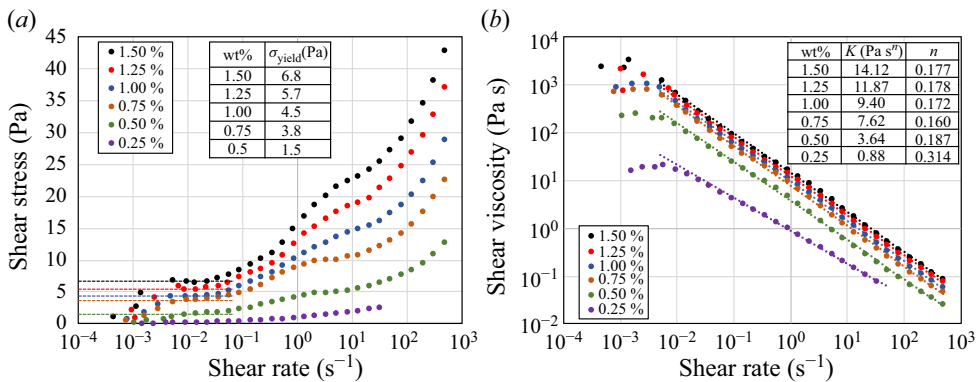 (a)
45
40
35
30
25
20
15
10
5
0
Shear stress (Pa)
1.50 %
1.25 %
1.00 %
0.75 %
0.50 %
0.25 %
wt% σyield(Pa)
1.50 6.8
1.25 5.7
1.00 4.5
0.75 3.8
0.5 1.5
10⁻⁴ 10⁻³ 10⁻² 10⁻¹ 10⁰ 10¹ 10² 10³
Shear rate (s⁻¹)
(b)
10⁴
10³
10²
10¹
10⁰
10⁻¹
10⁻²
Shear viscosity (Pa s)
wt% K (Pa sⁿ) n
1.50 14.12 0.177
1.25 11.87 0.178
1.00 9.40 0.172
0.75 7.62 0.160
0.50 3.64 0.187
0.25 0.88 0.314
1.50 %
1.25 %
1.00 %
0.75 %
0.50 %
0.25 %
10⁻⁴ 10⁻³ 10⁻² 10⁻¹ 10⁰ 10¹ 10² 10³
Shear rate (s⁻¹)